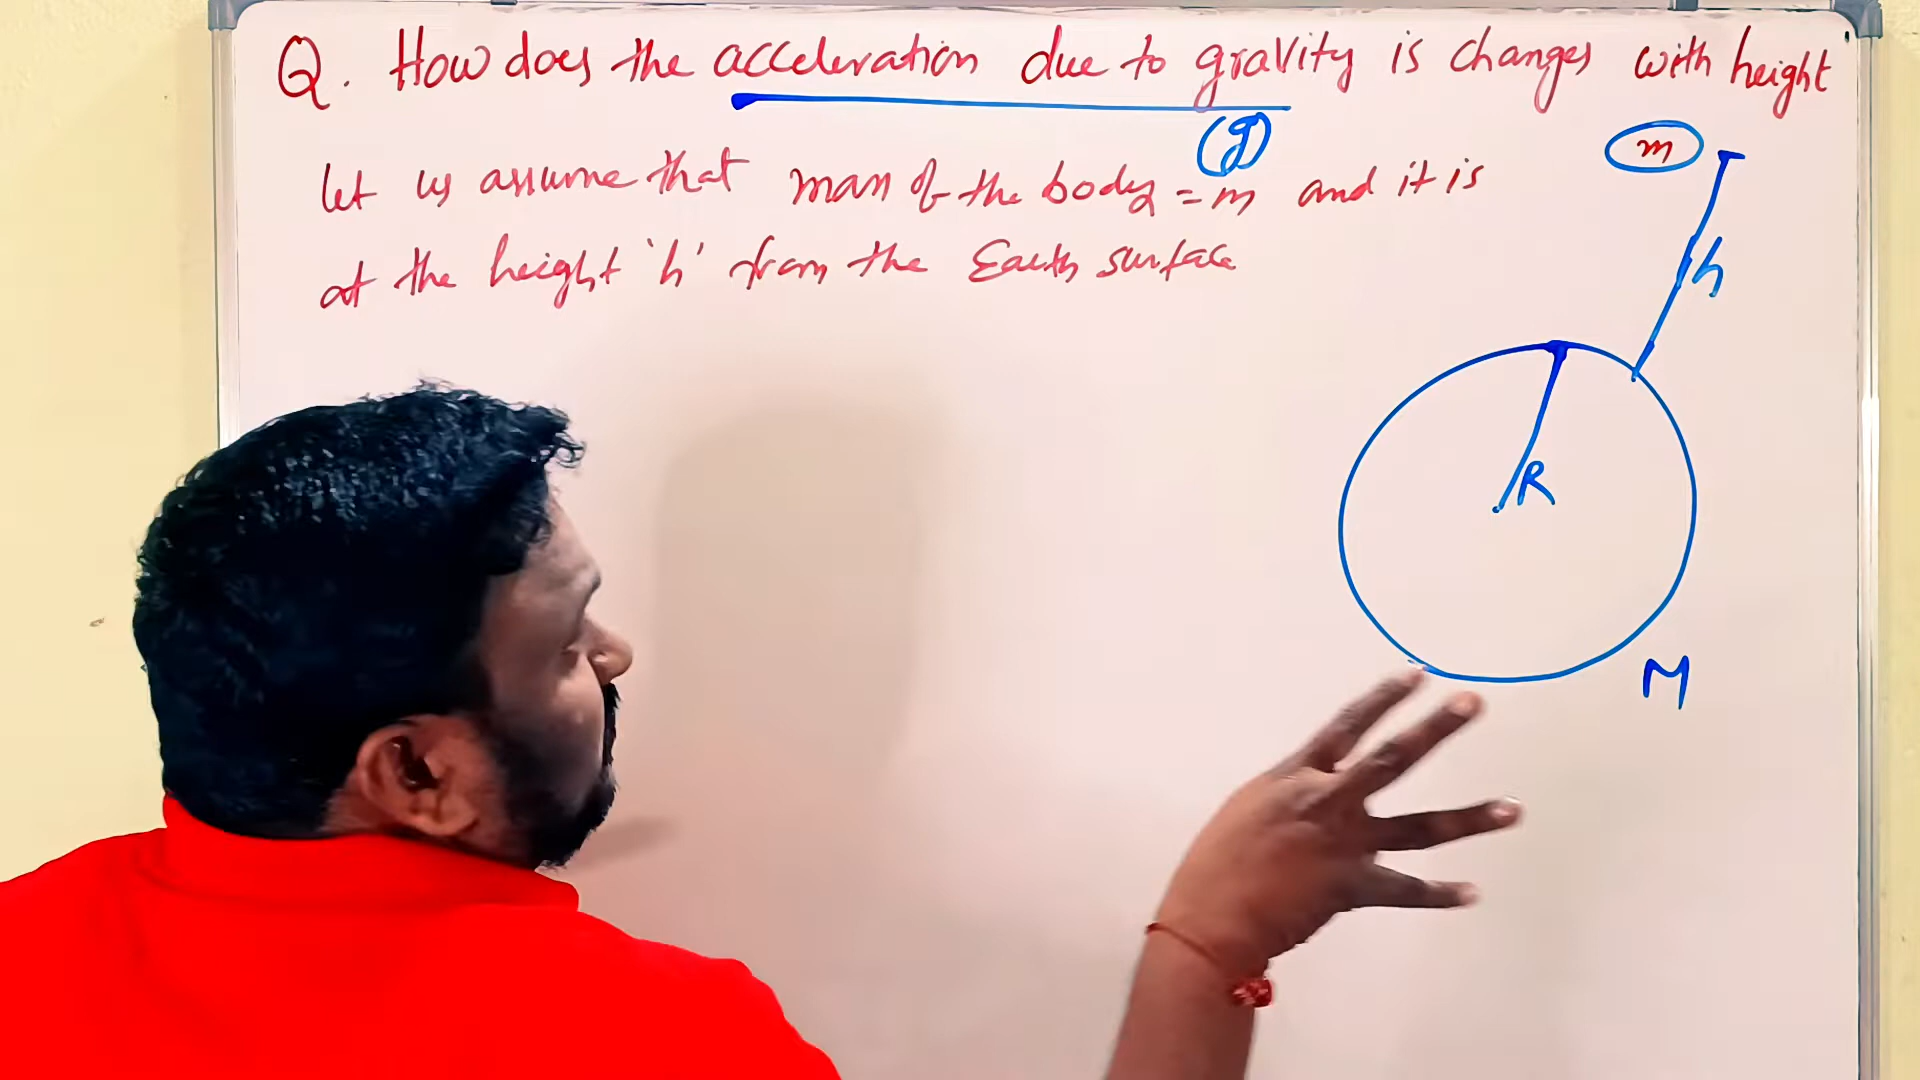 Q. How does the acceleration due to gravity is changes with height
(g)
m
let us assume that mass of the body = m and it is
at the height 'h' from the Earth surface
h
R
M